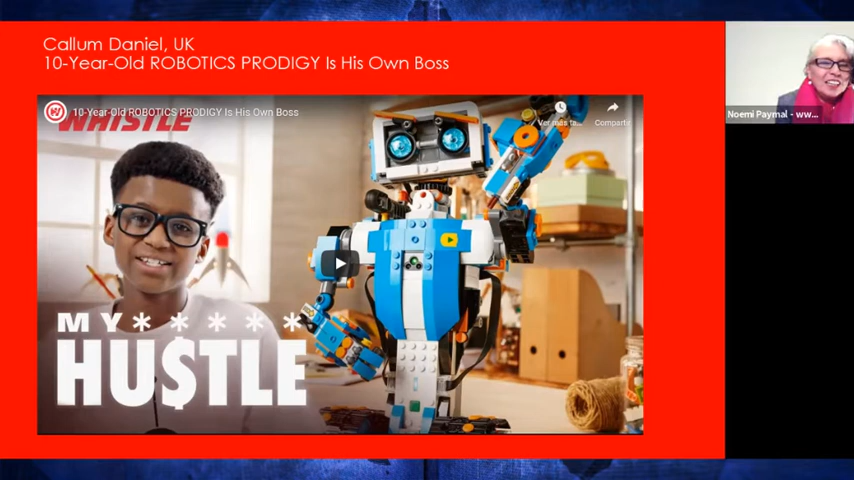 Callum Daniel, UK
10-Year-Old ROBOTICS PRODIGY Is His Own Boss
10-Year-Old ROBOTICS PRODIGY Is His Own Boss
WHISTLE
Ver más ta...
Compartir
Noemi Paymal - ww...
MY*****
HU$TLE